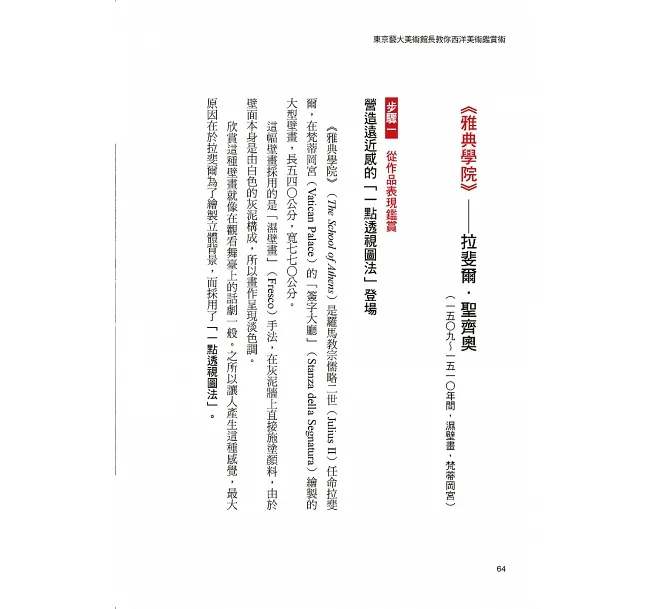 東京藝大美術館長教你西洋美術鑑賞術
《雅典學院》——拉斐爾·聖齊奧
（一五〇九～一五一〇年間，濕壁畫，梵蒂岡宮）
步驟一 從作品表現鑑賞
營造遠近感的「一點透視圖法」登場
《雅典學院》（The School of Athens）是羅馬教宗儒略二世（Julius II）任命拉斐
爾，在梵蒂岡宮（Vatican Palace）的「簽字大廳」（Stanza della Segnatura）繪製的
大型壁畫，長五四〇公分，寬七七〇公分。
這幅壁畫採用的是「濕壁畫」（Fresco）手法，在灰泥牆上直接施塗顏料，由於
壁面本身是由白色的灰泥構成，所以畫作呈現淡色調。
欣賞這種壁畫就像在觀看舞臺上的話劇一般。之所以讓人產生這種感覺，最大
原因在於拉斐爾為了繪製立體背景，而採用了「一點透視圖法」。
64